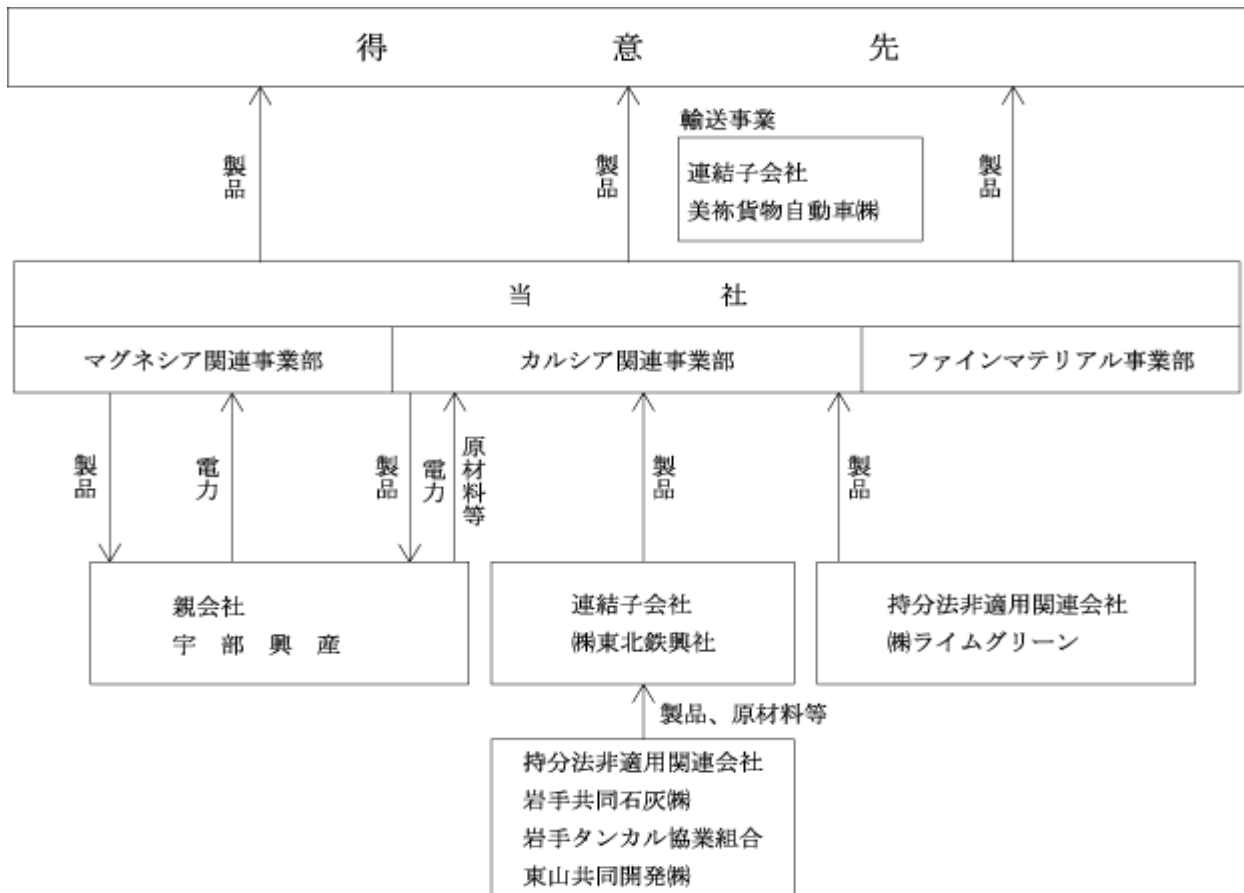 得意先
輸送事業
製品
製品
連結子会社
美祢貨物自動車㈱
製品
当社
マグネシア関連事業部
カルシア関連事業部
ファインマテリアル事業部
製品
電力
製品
電力
原材料等
製品
製品
親会社
宇部興産
連結子会社
㈱東北鉄興社
持分法非適用関連会社
㈱ライムグリーン
製品、原材料等
持分法非適用関連会社
岩手共同石灰㈱
岩手タンカル協業組合
東山共同開発㈱